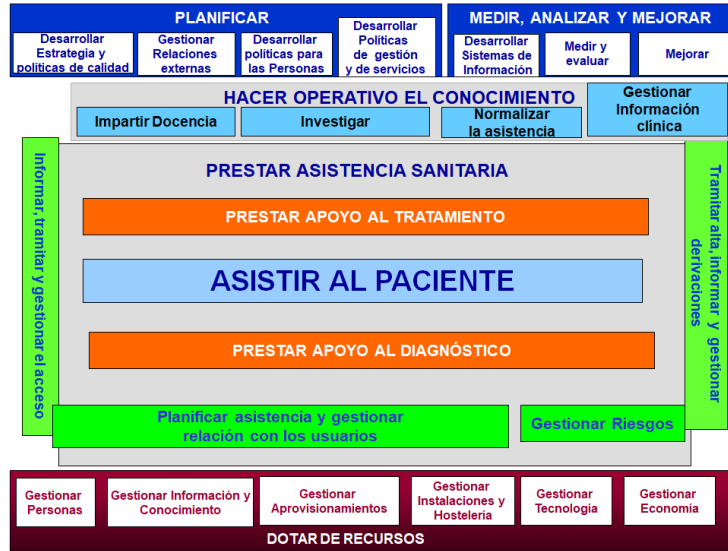 PLANIFICAR
Desarrollar
Estrategia y
políticas de calidad
Gestionar
Relaciones
externas
Desarrollar
políticas para
las Personas
Desarrollar
Políticas
de gestión
y de servicios
MEDIR, ANALIZAR Y MEJORAR
Desarrollar
Sistemas de
Información
Medir y
evaluar
Mejorar
HACER OPERATIVO EL CONOCIMIENTO
Impartir Docencia
Investigar
Normalizar
la asistencia
Gestionar
Información
clínica
Informar, tramitar y
gestionar el acceso
PRESTAR ASISTENCIA SANITARIA
PRESTAR APOYO AL TRATAMIENTO
ASISTIR AL PACIENTE
PRESTAR APOYO AL DIAGNÓSTICO
Planificar asistencia y gestionar
relación con los usuarios
Gestionar Riesgos
Tramitar alta, informar y gestionar
derivaciones
Gestionar
Personas
Gestionar Información y
Conocimiento
Gestionar
Aprovisionamientos
Gestionar
Instalaciones y
Hostelería
Gestionar
Tecnología
Gestionar
Economía
DOTAR DE RECURSOS